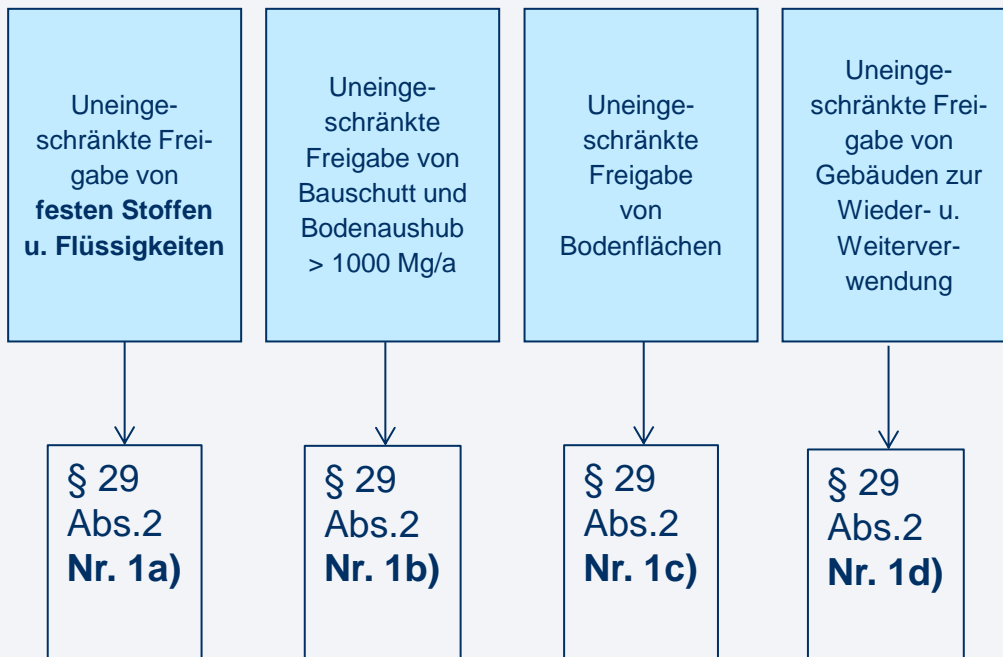 Uneinge-
schränkte Frei-
gabe von
festen Stoffen
u. Flüssigkeiten
Uneinge-
schränkte
Freigabe von
Bauschutt und
Bodenaushub
> 1000 Mg/a
Uneinge-
schränkte
Freigabe
von
Bodenflächen
Uneinge-
schränkte Frei-
gabe von
Gebäuden zur
Wieder- u.
Weiterver-
wendung
§ 29
Abs.2
Nr. 1a)
§ 29
Abs.2
Nr. 1b)
§ 29
Abs.2
Nr. 1c)
§ 29
Abs.2
Nr. 1d)